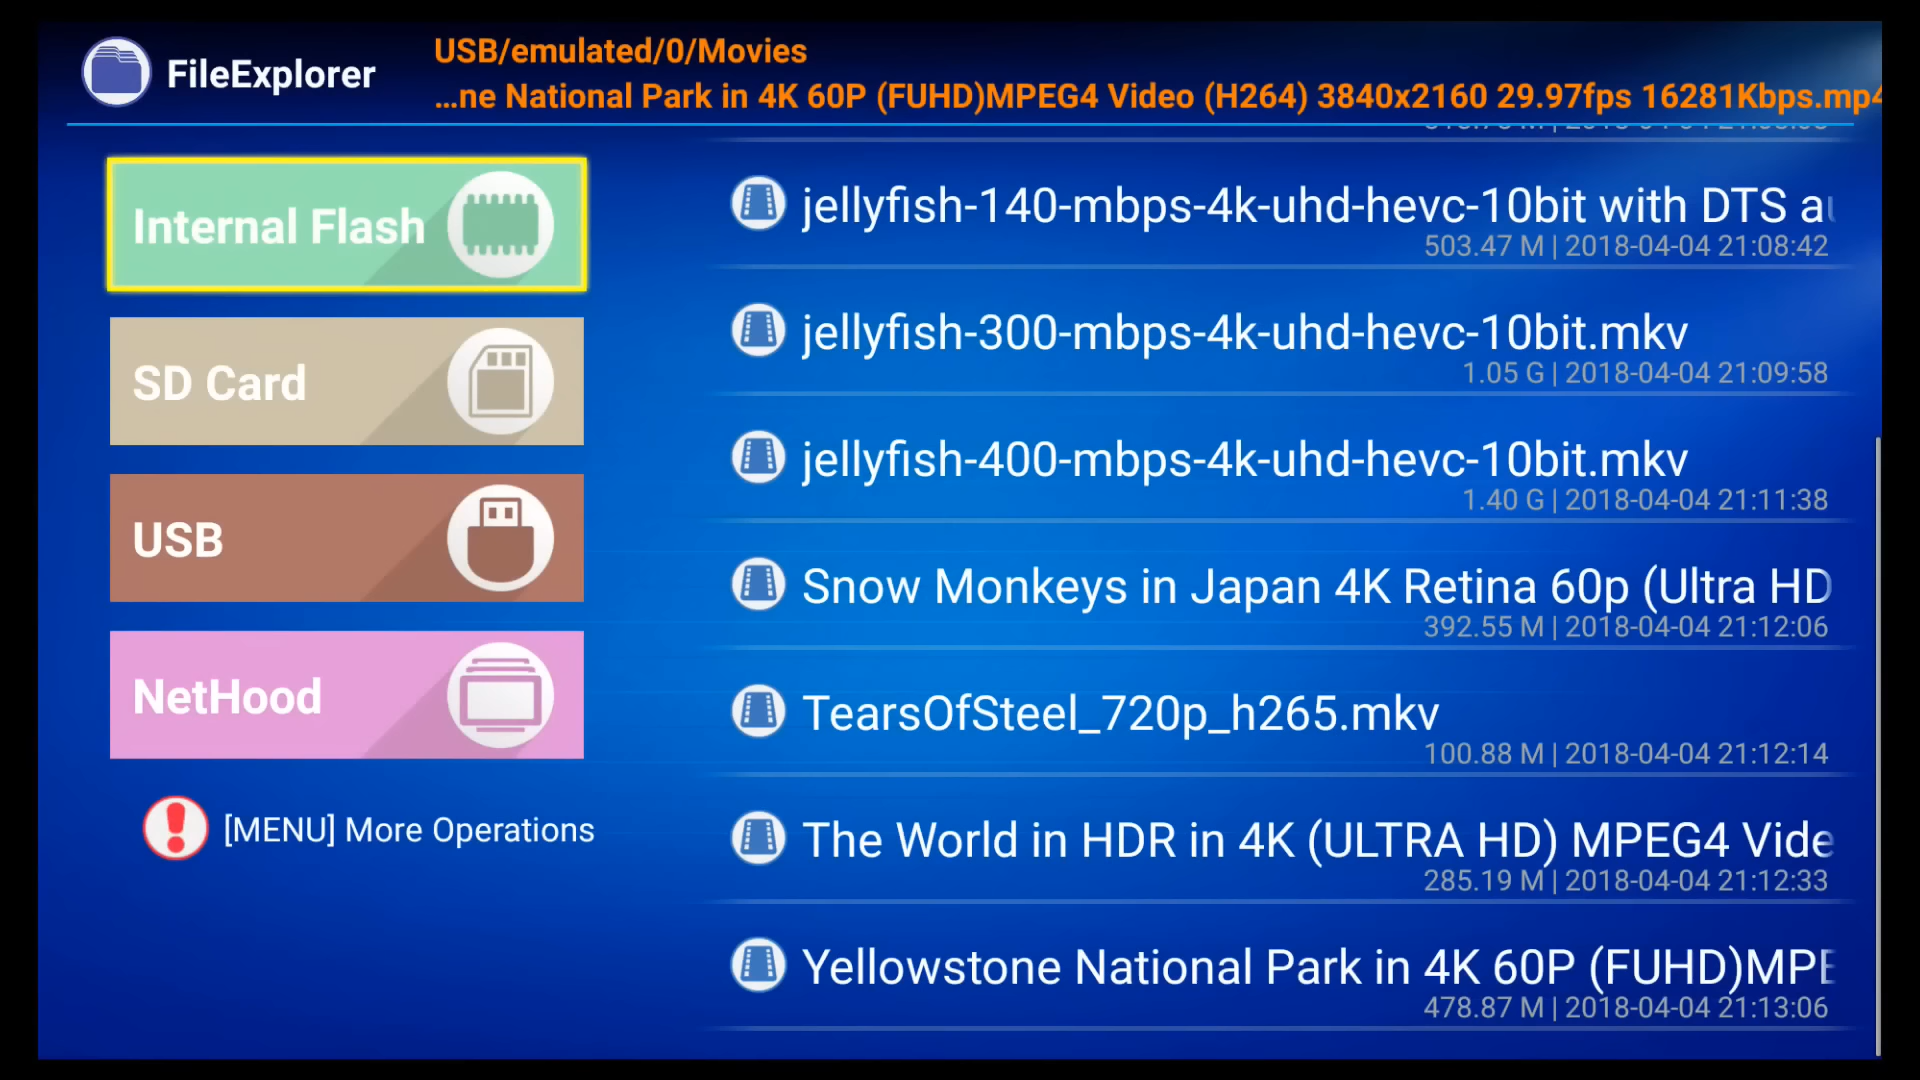 FileExplorer
USB/emulated/0/Movies
...ne National Park in 4K 60P (FUHD)MPEG4 Video (H264) 3840x2160 29.97fps 16281Kbps.mp4
Internal Flash
SD Card
USB
NetHood
[MENU] More Operations
jellyfish-140-mbps-4k-uhd-hevc-10bit with DTS au
503.47 M | 2018-04-04 21:08:42
jellyfish-300-mbps-4k-uhd-hevc-10bit.mkv
1.05 G | 2018-04-04 21:09:58
jellyfish-400-mbps-4k-uhd-hevc-10bit.mkv
1.40 G | 2018-04-04 21:11:38
Snow Monkeys in Japan 4K Retina 60p (Ultra HD
392.55 M | 2018-04-04 21:12:06
TearsOfSteel_720p_h265.mkv
100.88 M | 2018-04-04 21:12:14
The World in HDR in 4K (ULTRA HD) MPEG4 Vide
285.19 M | 2018-04-04 21:12:33
Yellowstone National Park in 4K 60P (FUHD)MPE
478.87 M | 2018-04-04 21:13:06